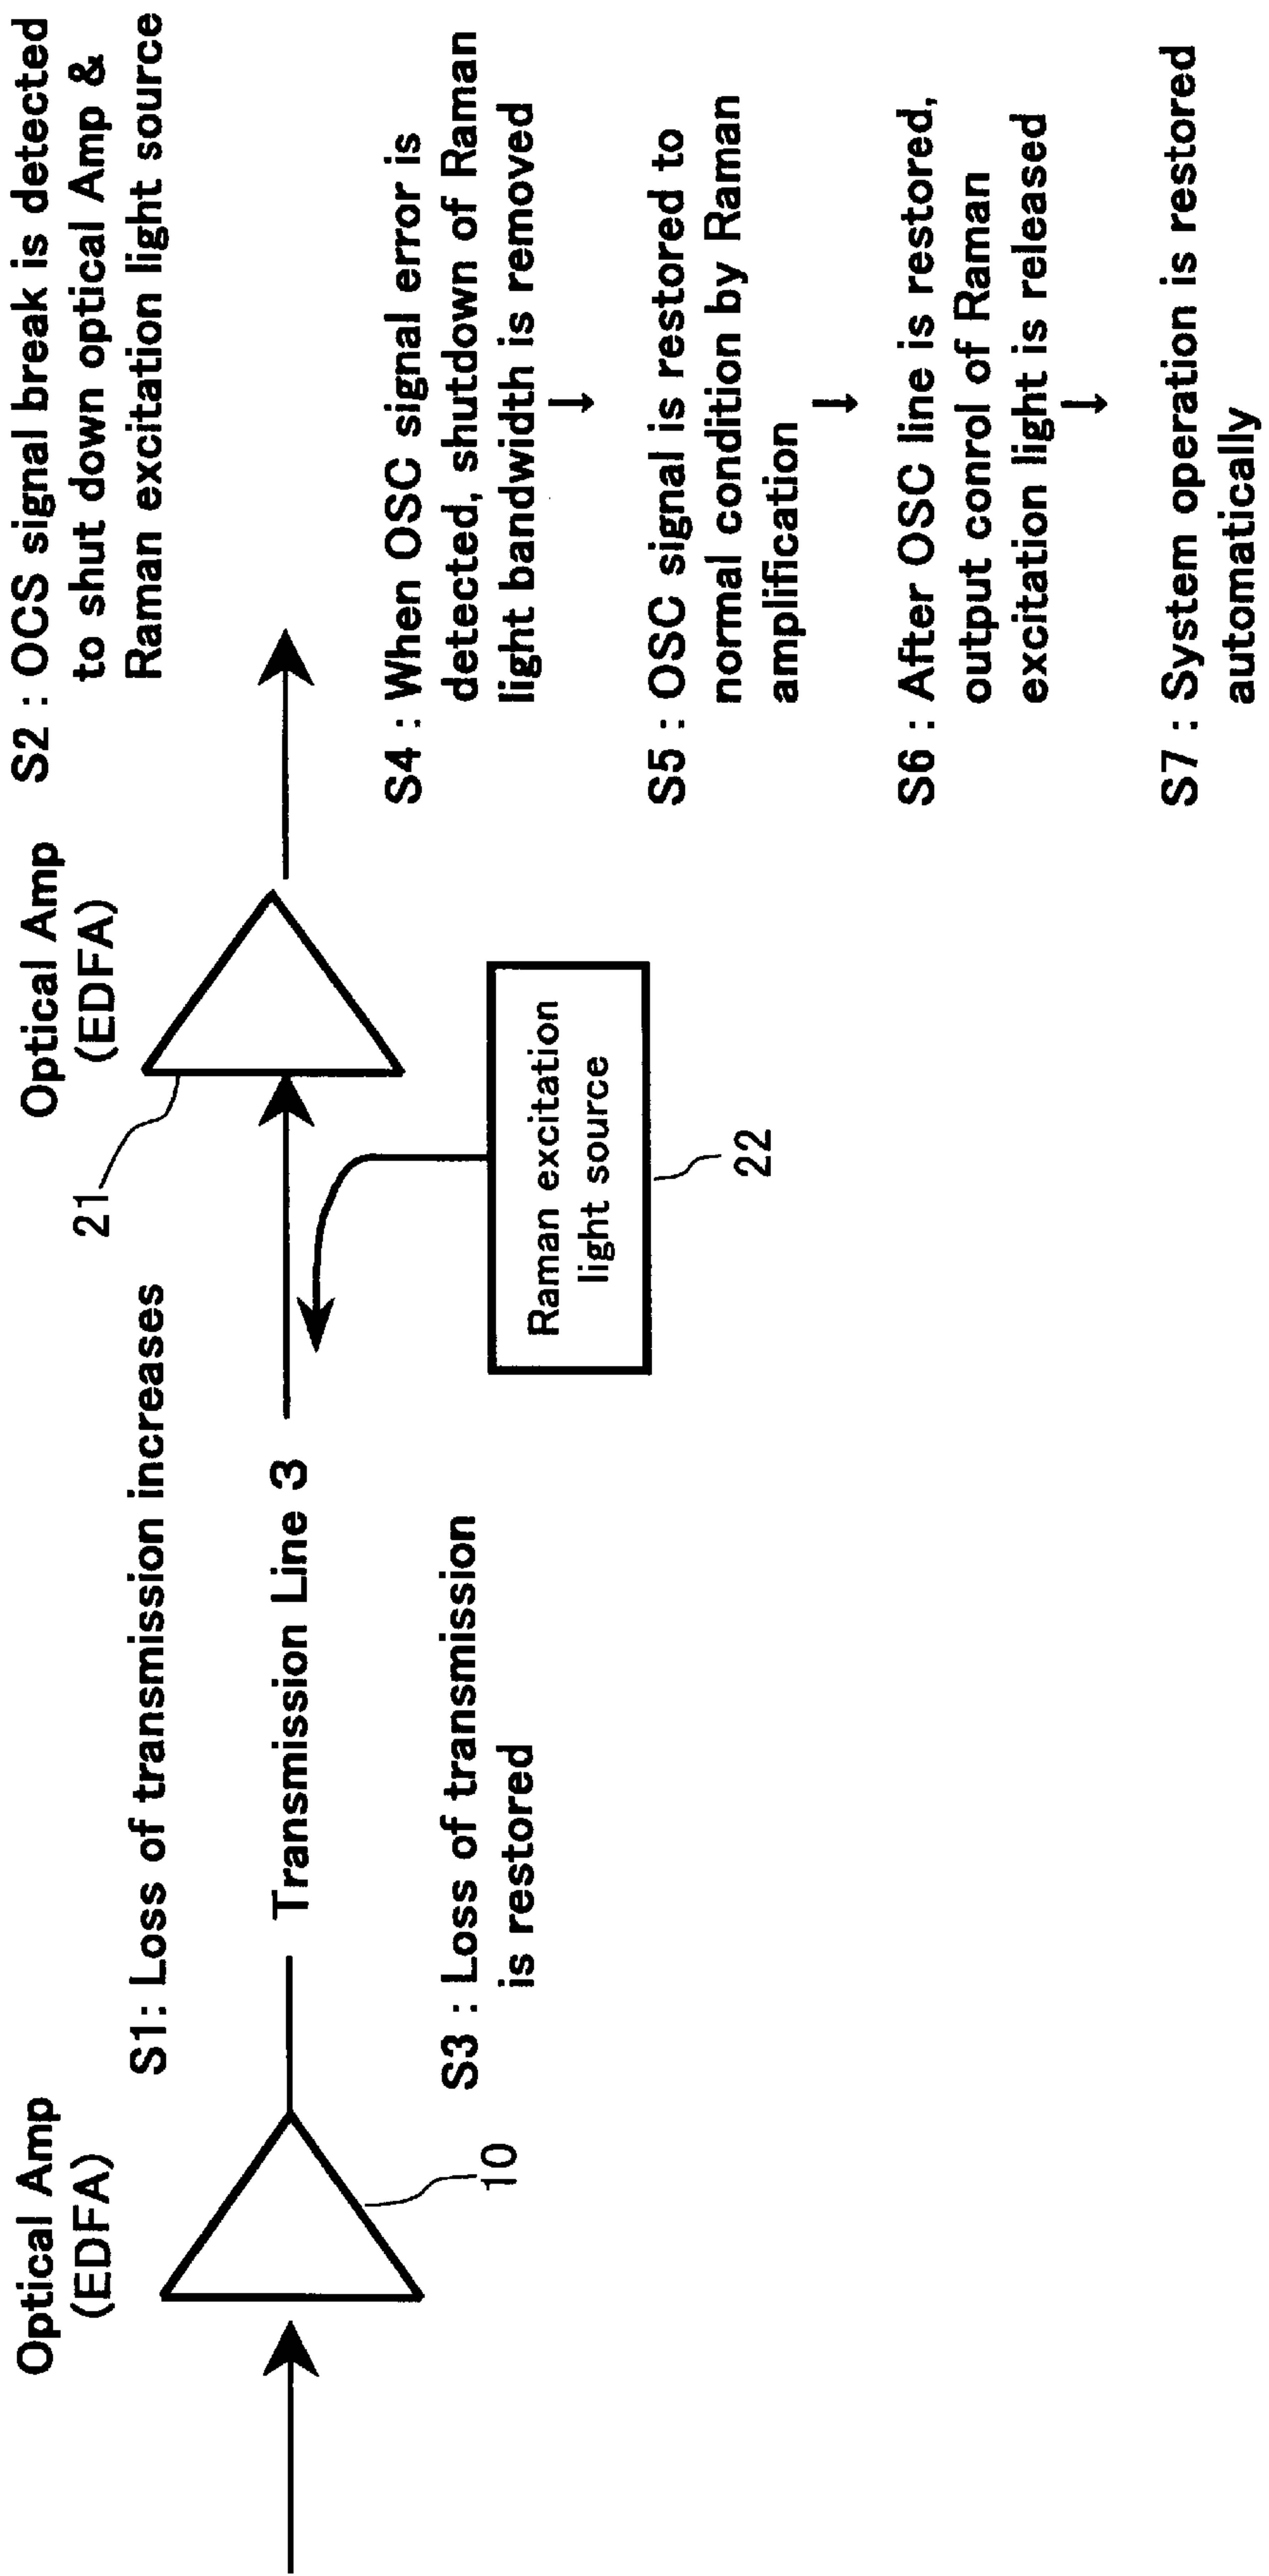 Optical Amp
(EDFA)
10
S1: Loss of transmission increases
Transmission Line 3
S3 : Loss of transmission
is restored
Optical Amp
(EDFA)
21
Raman excitation
light source
22
S2 : OCS signal break is detected
to shut down optical Amp &
Raman excitation light source
S4 : When OSC signal error is
detected, shutdown of Raman
light bandwidth is removed
↓
S5 : OSC signal is restored to
normal condition by Raman
amplification
↓
S6 : After OSC line is restored,
output conrol of Raman
excitation light is released
↓
S7 : System operation is restored
automatically